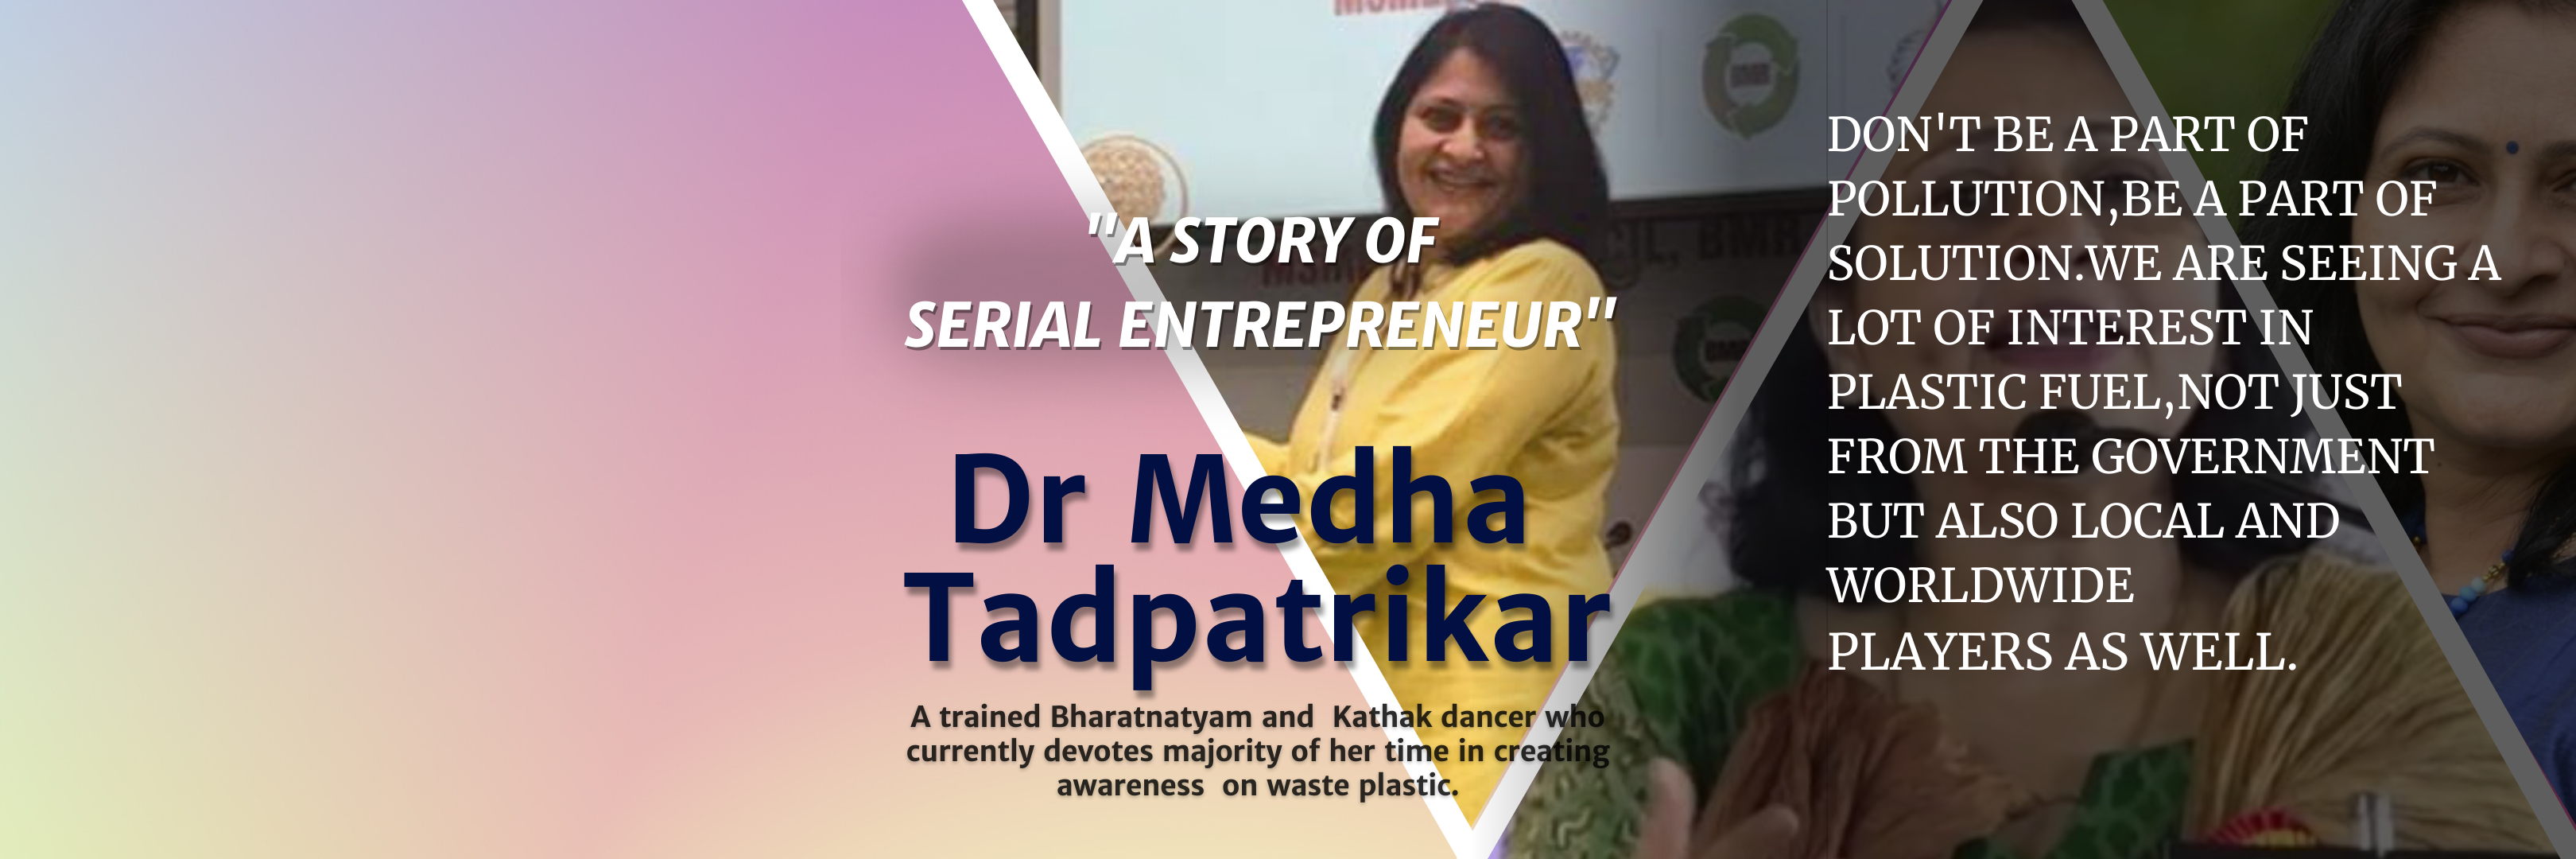 "A STORY OF
SERIAL ENTREPRENEUR"
Dr Medha
Tadpatrikar
A trained Bharatnatyam and  Kathak dancer who
currently devotes majority of her time in creating
awareness  on waste plastic.
DON'T BE A PART OF
POLLUTION,BE A PART OF
SOLUTION.WE ARE SEEING A
LOT OF INTEREST IN
PLASTIC FUEL,NOT JUST
FROM THE GOVERNMENT
BUT ALSO LOCAL AND
WORLDWIDE
PLAYERS AS WELL.